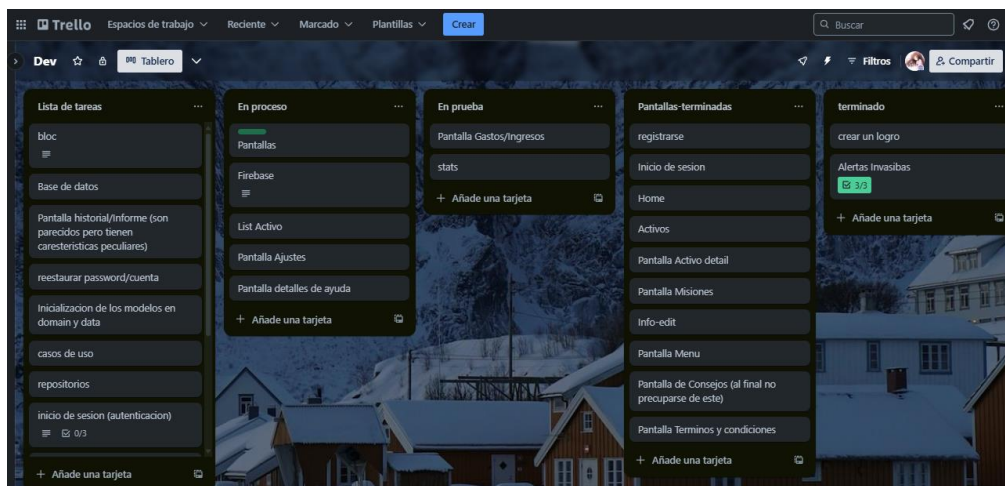 Trello
Espacios de trabajo
Reciente
Marcado
Plantillas
Crear
Buscar
Dev
Tablero
Filtros
Compartir
Lista de tareas
bloc
Base de datos
Pantalla historial/Informe (son
parecidos pero tienen
caresteristicas peculiares)
reestaurar password/cuenta
Inicializacion de los modelos en
domain y data
casos de uso
repositorios
inicio de sesion (autenticacion)
0/3
+ Añade una tarjeta
En proceso
Pantallas
Firebase
List Activo
Pantalla Ajustes
Pantalla detalles de ayuda
+ Añade una tarjeta
En prueba
Pantalla Gastos/Ingresos
stats
+ Añade una tarjeta
Pantallas-terminadas
registrarse
Inicio de sesion
Home
Activos
Pantalla Activo detail
Pantalla Misiones
Info-edit
Pantalla Menu
Pantalla de Consejos (al final no
precuparse de este)
Pantalla Terminos y condiciones
+ Añade una tarjeta
terminado
crear un logro
Alertas Invasibas
3/3
+ Añade una tarjeta